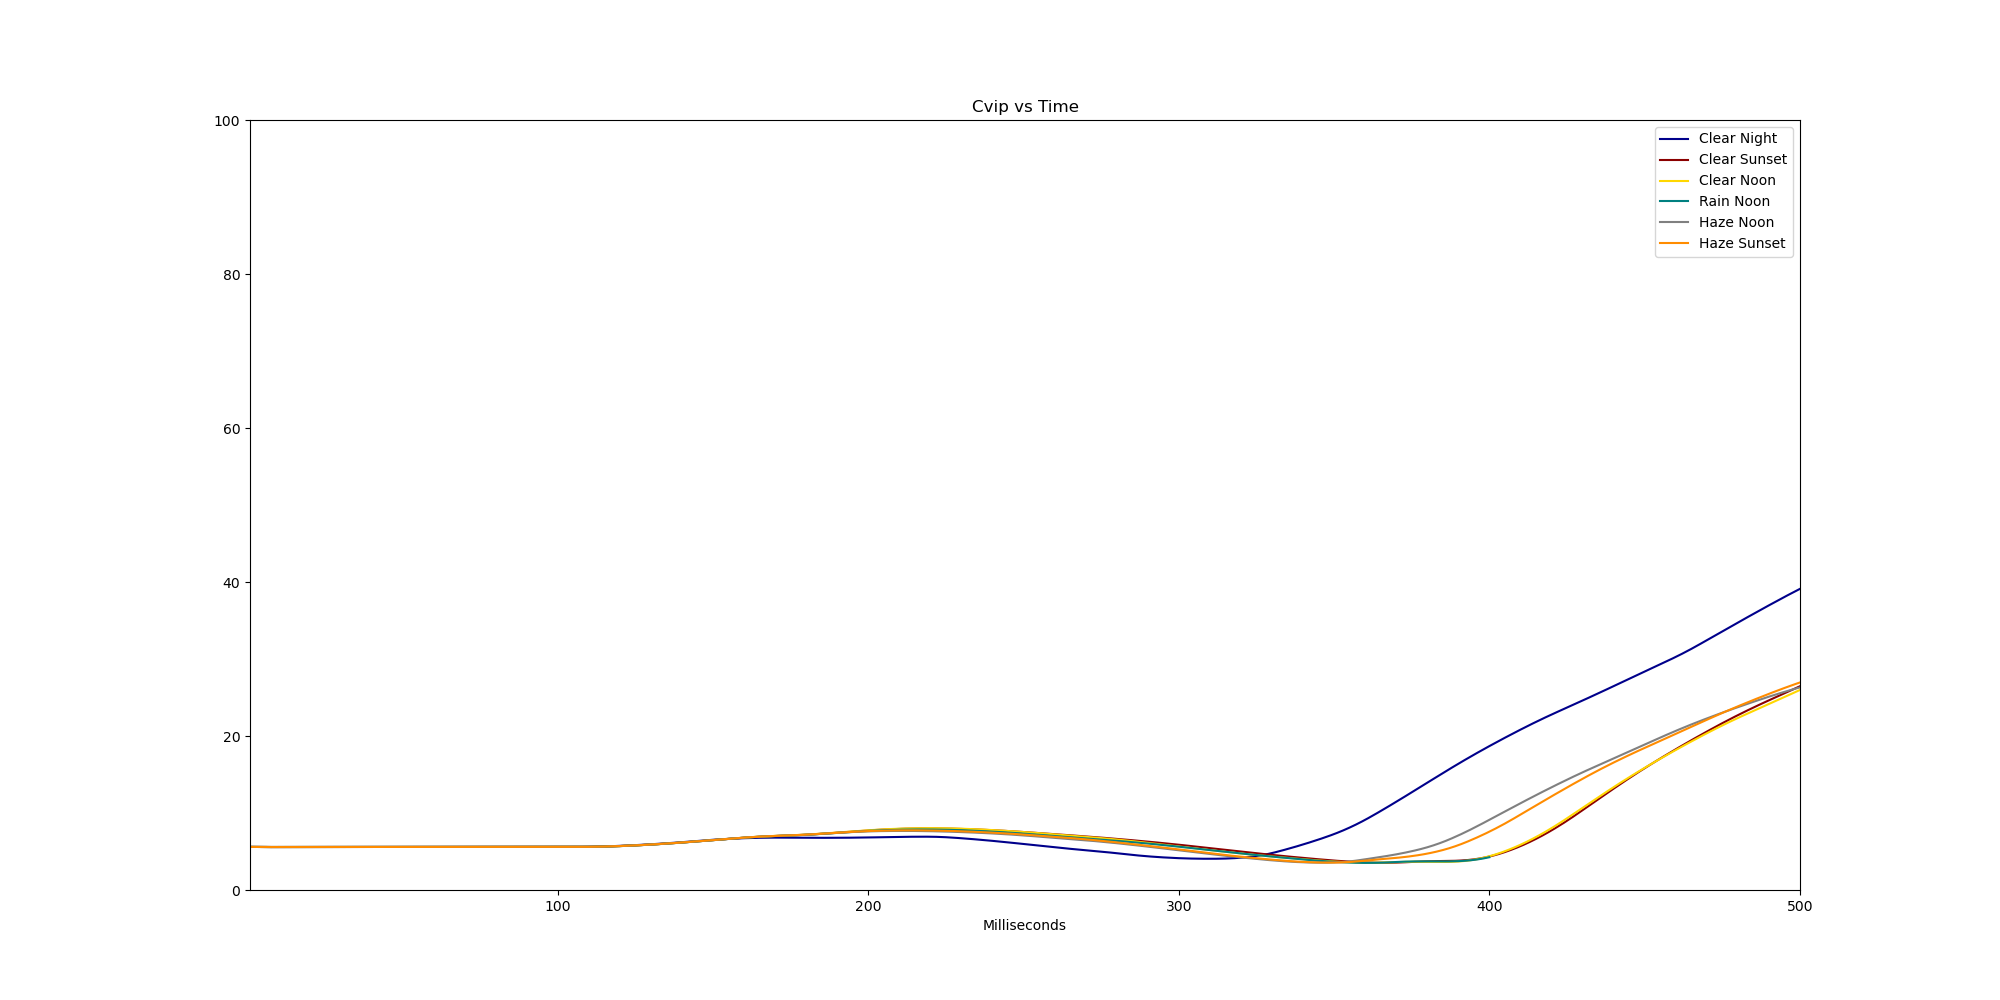 Cvip vs Time
100
80
60
40
20
0
Clear Night
Clear Sunset
Clear Noon
Rain Noon
Haze Noon
Haze Sunset
100 200 300 400 500
Milliseconds